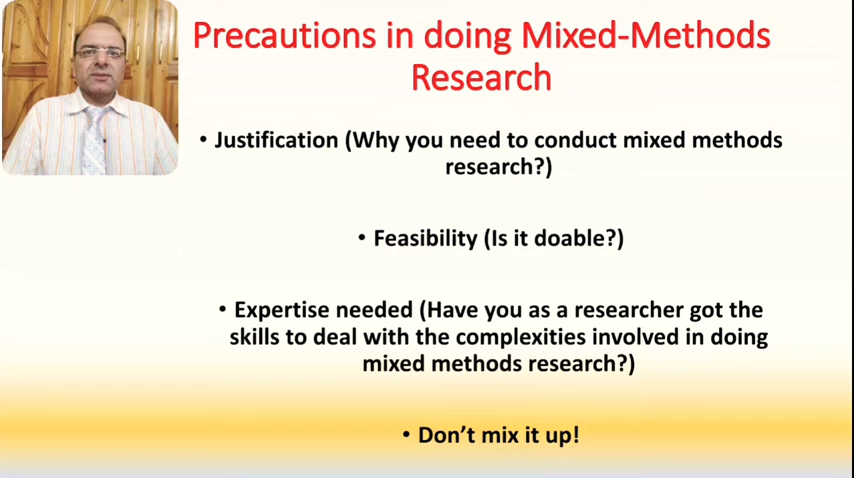 Precautions in doing Mixed-Methods
Research
• Justification (Why you need to conduct mixed methods
research?)
• Feasibility (Is it doable?)
• Expertise needed (Have you as a researcher got the
skills to deal with the complexities involved in doing
mixed methods research?)
• Don’t mix it up!